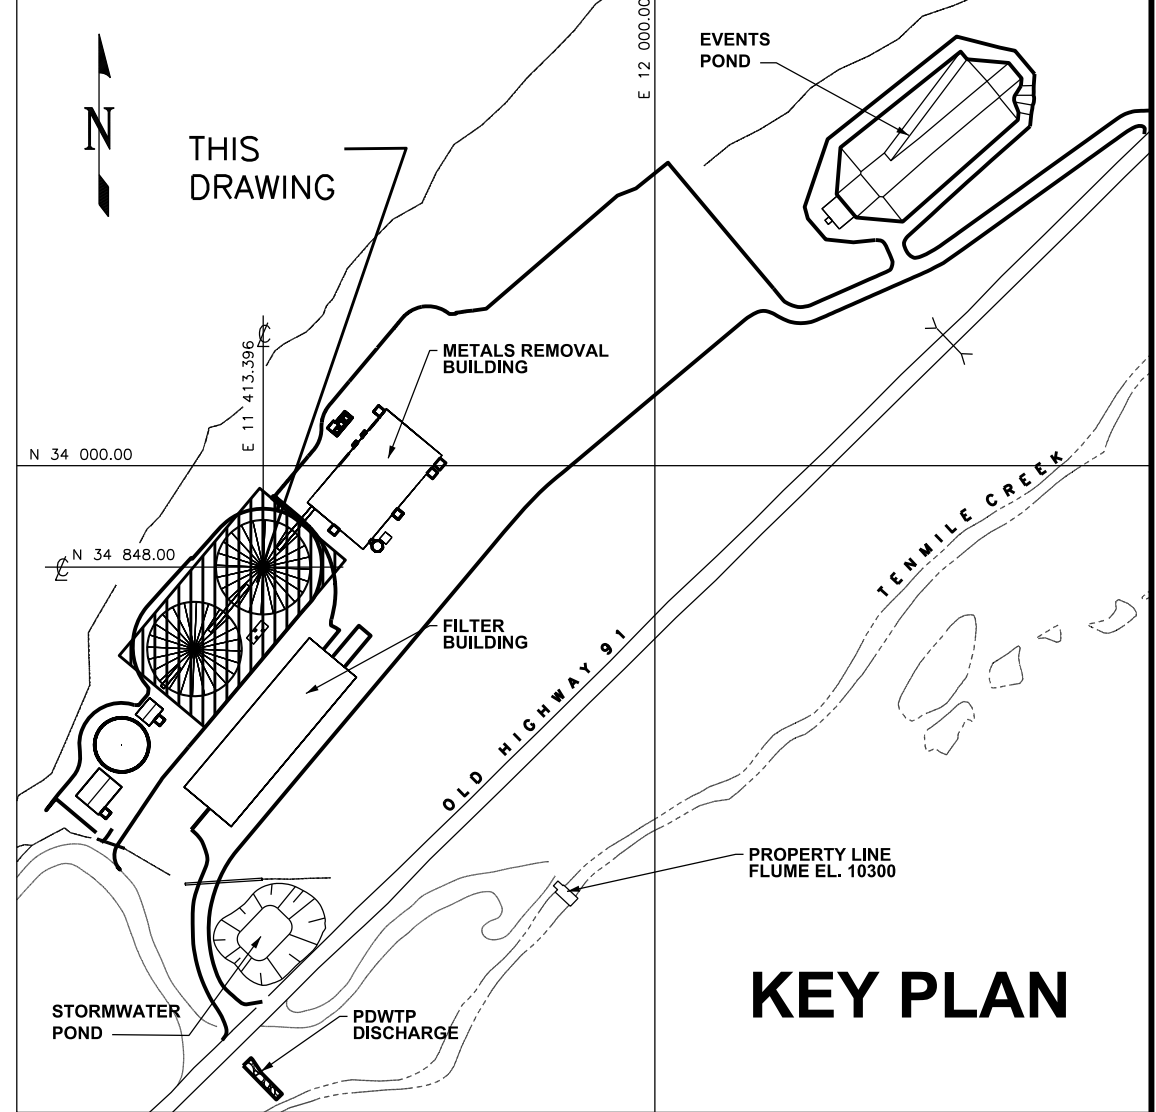 EVENTS
POND
E 12 000.00
N
THIS
DRAWING
℄
E 11 413.396
METALS REMOVAL
BUILDING
N 34 000.00
℄ N 34 848.00
TENMILE CREEK
FILTER
BUILDING
OLD HIGHWAY 91
PROPERTY LINE
FLUME EL. 10300
KEY PLAN
STORMWATER
POND
PDWTP
DISCHARGE